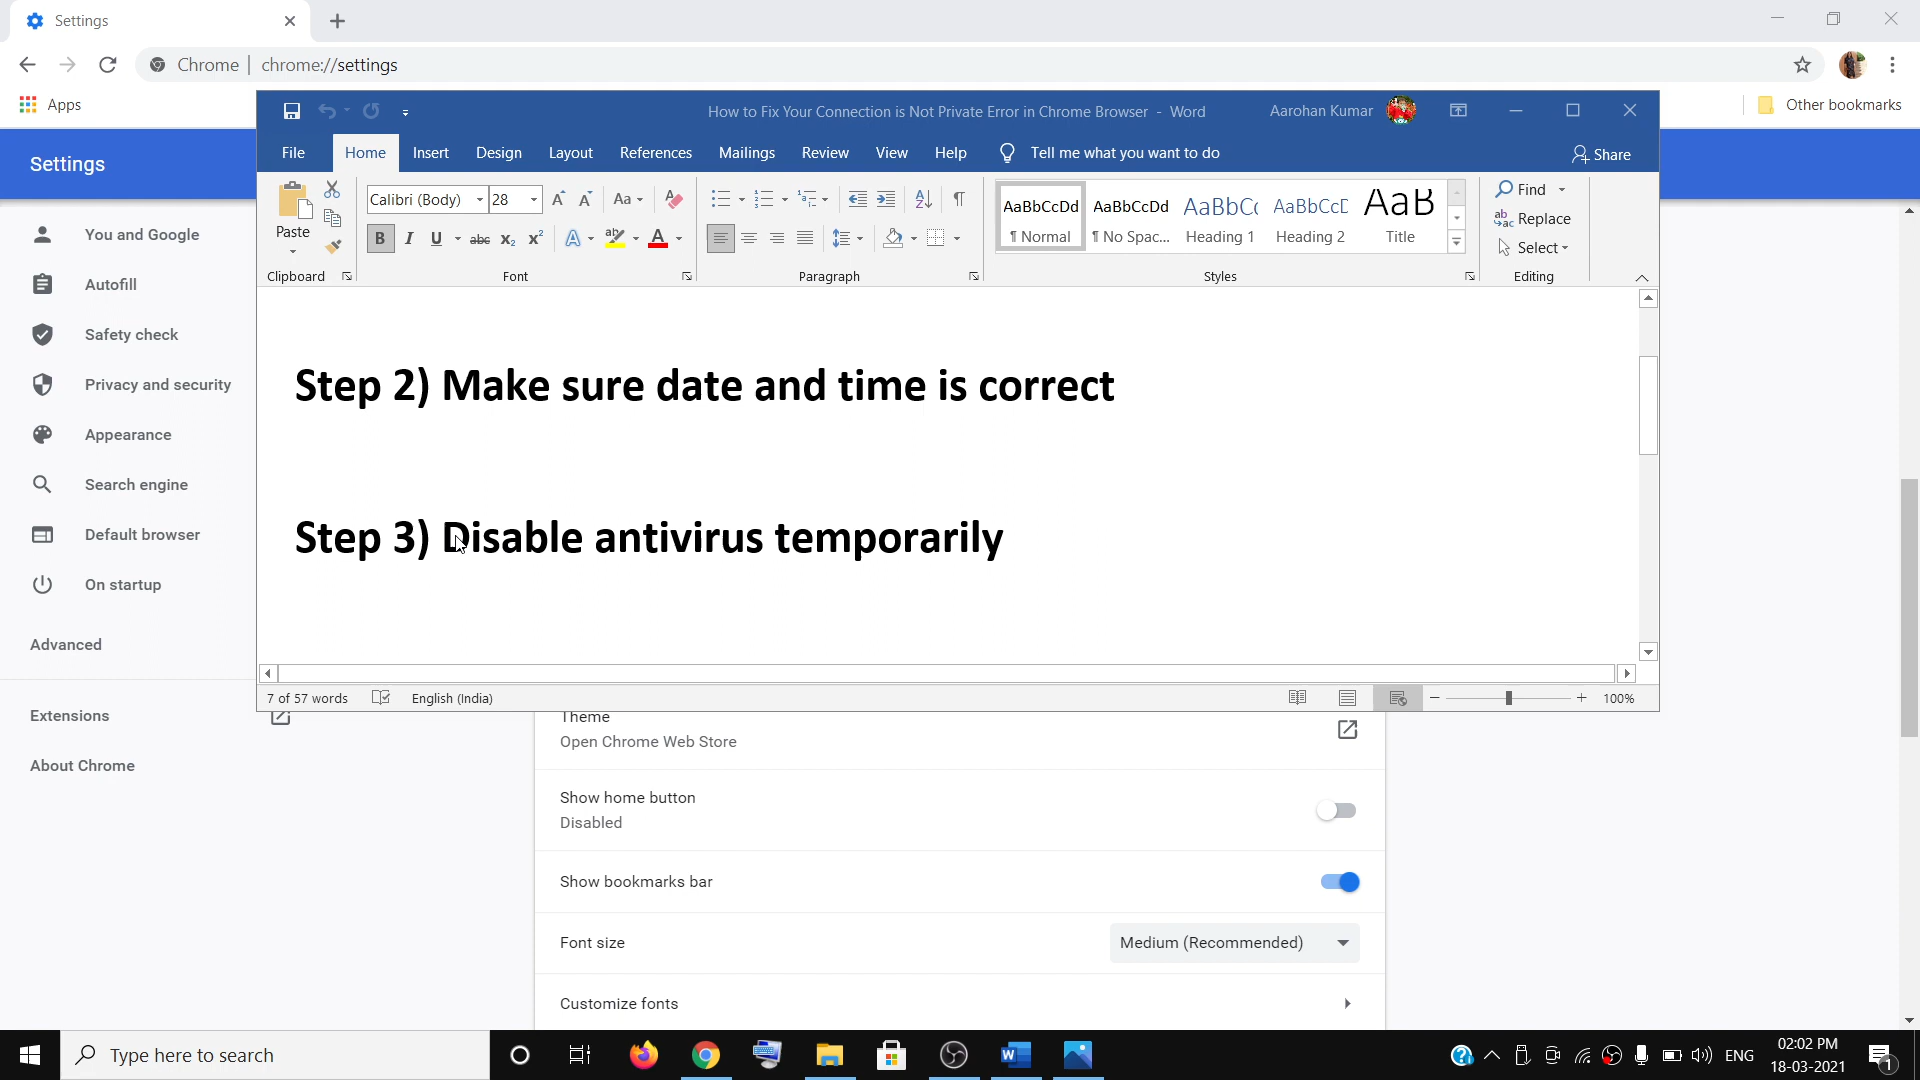 Settings
Chrome | chrome://settings
Apps
Other bookmarks
How to Fix Your Connection is Not Private Error in Chrome Browser - Word
Aarohan Kumar
File Home Insert Design Layout References Mailings Review View Help Tell me what you want to do
Share
Settings
Paste
Calibri (Body) 28
Aa
B I U abc X₂ X² A ab A
AaBbCcDd AaBbCcDd AaBbC AaBbCcC AaB
¶ Normal ¶ No Spac... Heading 1 Heading 2 Title
Find
Replace
Select
Clipboard Font Paragraph Styles Editing
You and Google
Autofill
Safety check
Privacy and security
Appearance
Search engine
Default browser
On startup
Advanced
Extensions
About Chrome
Step 2) Make sure date and time is correct
Step 3) Disable antivirus temporarily
7 of 57 words English (India) 100%
Theme
Open Chrome Web Store
Show home button
Disabled
Show bookmarks bar
Font size Medium (Recommended)
Customize fonts
Type here to search
ENG
02:02 PM
18-03-2021
1